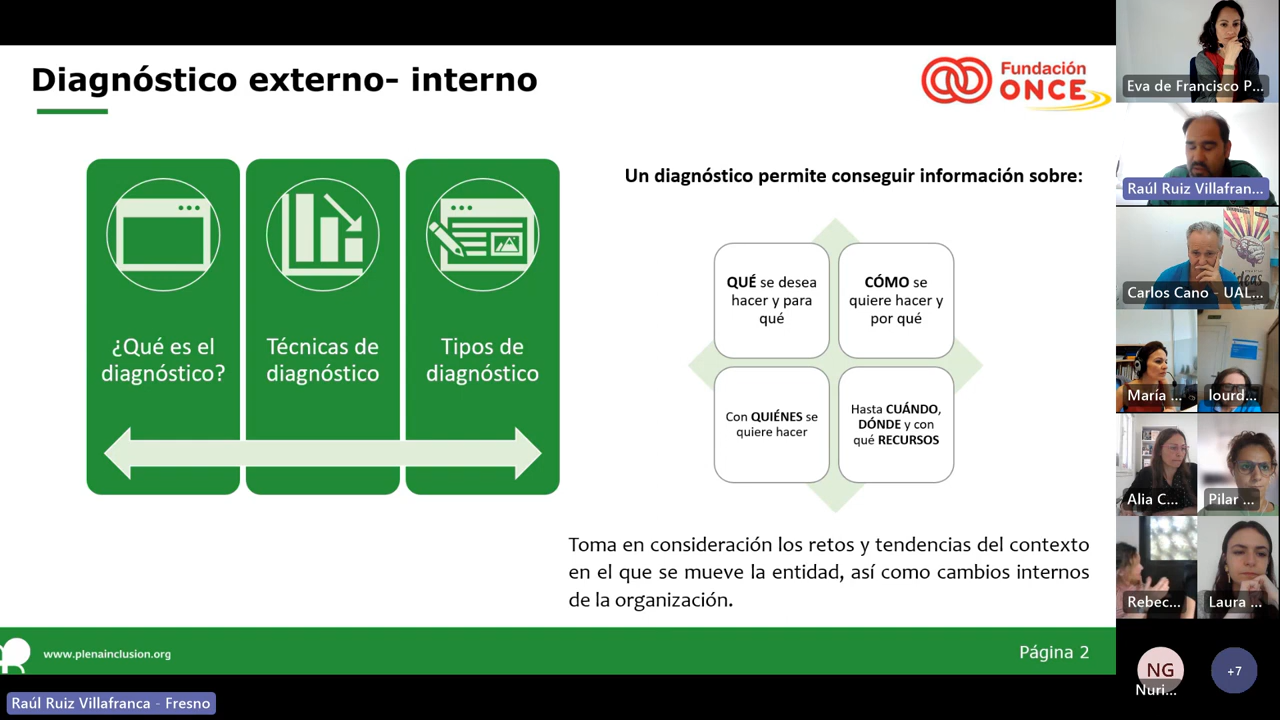 Diagnóstico externo- interno
Fundación
ONCE
¿Qué es el
diagnóstico?
Técnicas de
diagnóstico
Tipos de
diagnóstico
Un diagnóstico permite conseguir información sobre:
QUÉ se desea
hacer y para
qué
CÓMO se
quiere hacer y
por qué
Con QUIÉNES se
quiere hacer
Hasta CUÁNDO,
DÓNDE y con
qué RECURSOS
Toma en consideración los retos y tendencias del contexto
en el que se mueve la entidad, así como cambios internos
de la organización.
www.plenainclusion.org
Página 2
Raúl Ruiz Villafranca - Fresno
Eva de Francisco P...
Raúl Ruiz Villafran...
Carlos Cano - UAL...
María ...
lourd...
Alia C...
Pilar ...
Rebec...
Laura ...
NG
Nuri...
+7